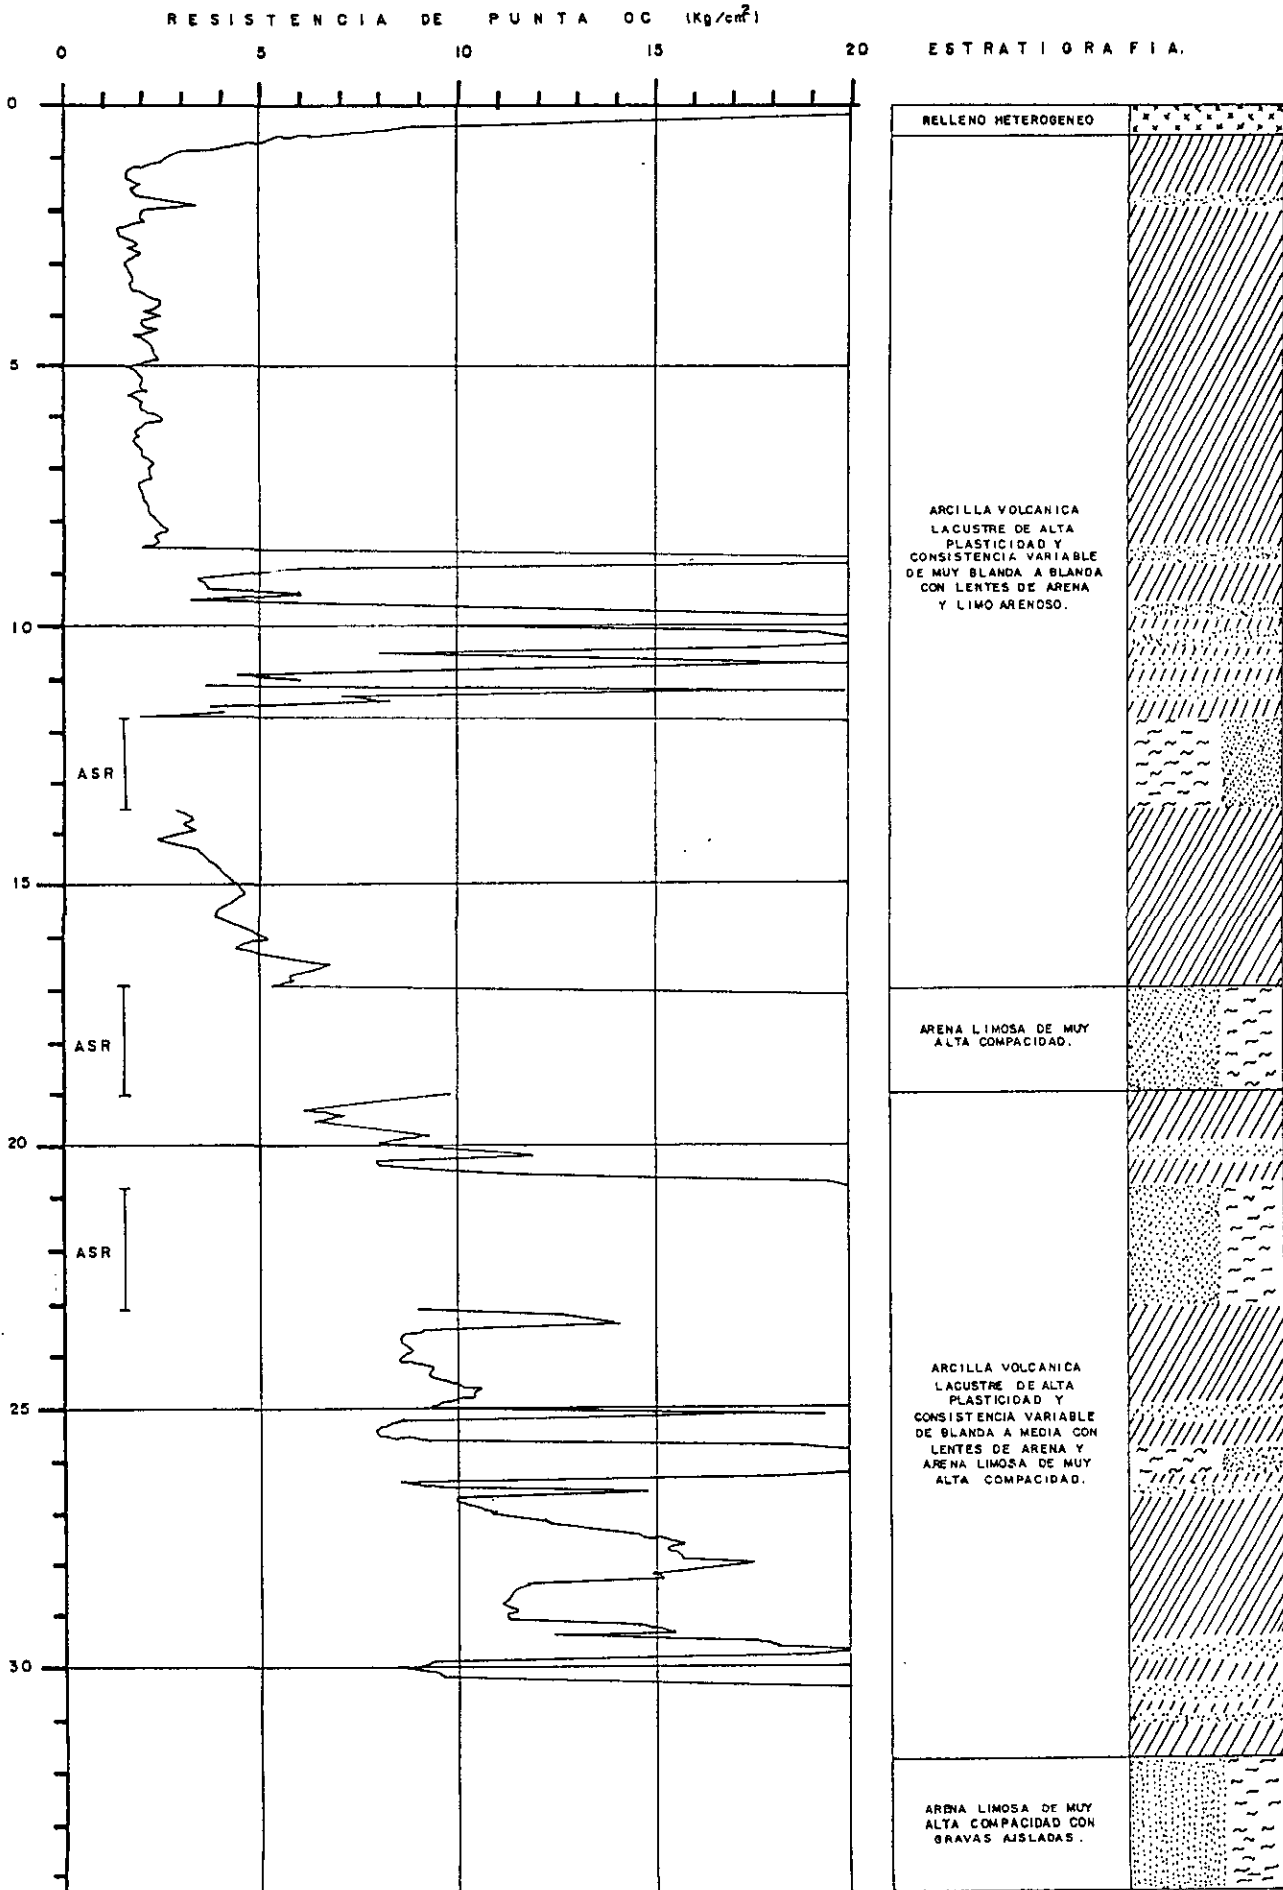 RESISTENCIA DE PUNTA QC (Kg/cm²)
ESTRATIGRAFIA.
0 5 10 15 20
0
RELLENO HETEROGENEO
5
ARCILLA VOLCANICA
LACUSTRE DE ALTA
PLASTICIDAD Y
CONSISTENCIA VARIABLE
DE MUY BLANDA A BLANDA
CON LENTES DE ARENA
Y LIMO ARENOSO.
10
ASR
15
ARENA LIMOSA DE MUY
ALTA COMPACIDAD.
ASR
20
ASR
ARCILLA VOLCANICA
LACUSTRE DE ALTA
PLASTICIDAD Y
CONSISTENCIA VARIABLE
DE BLANDA A MEDIA CON
LENTES DE ARENA Y
ARENA LIMOSA DE MUY
ALTA COMPACIDAD.
25
30
ARENA LIMOSA DE MUY
ALTA COMPACIDAD CON
GRAVAS AISLADAS.